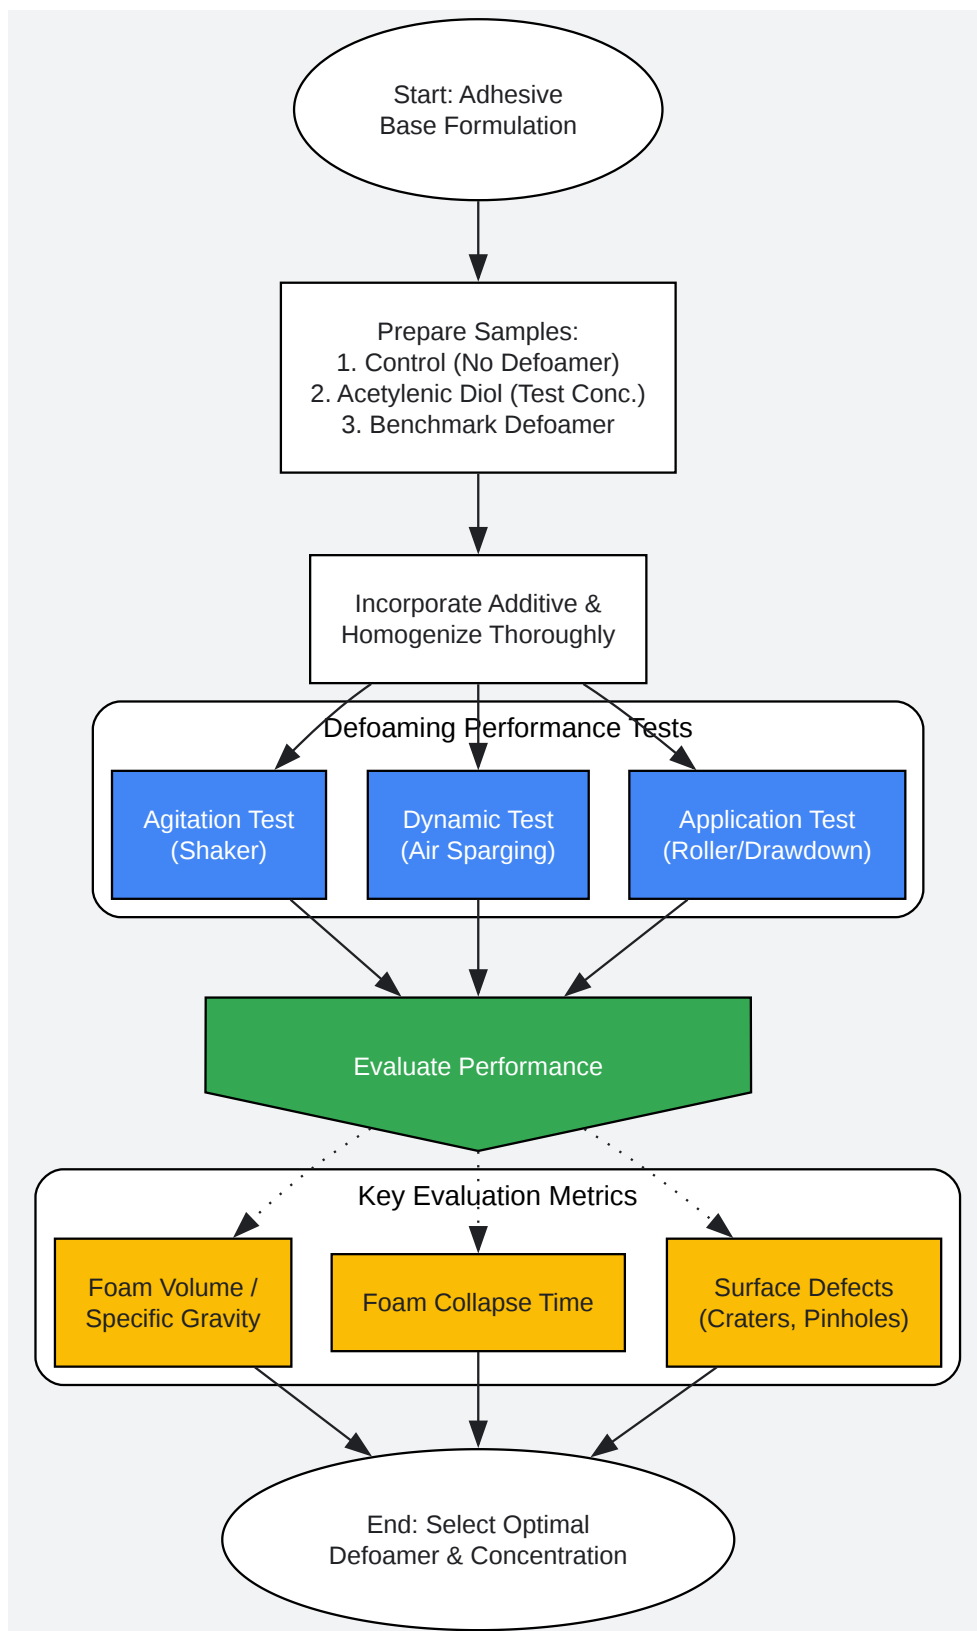 Start: Adhesive
Base Formulation
Prepare Samples:
1. Control (No Defoamer)
2. Acetylenic Diol (Test Conc.)
3. Benchmark Defoamer
Incorporate Additive &
Homogenize Thoroughly
Defoaming Performance Tests
Agitation Test
(Shaker)
Dynamic Test
(Air Sparging)
Application Test
(Roller/Drawdown)
Evaluate Performance
Key Evaluation Metrics
Foam Volume /
Specific Gravity
Foam Collapse Time
Surface Defects
(Craters, Pinholes)
End: Select Optimal
Defoamer & Concentration